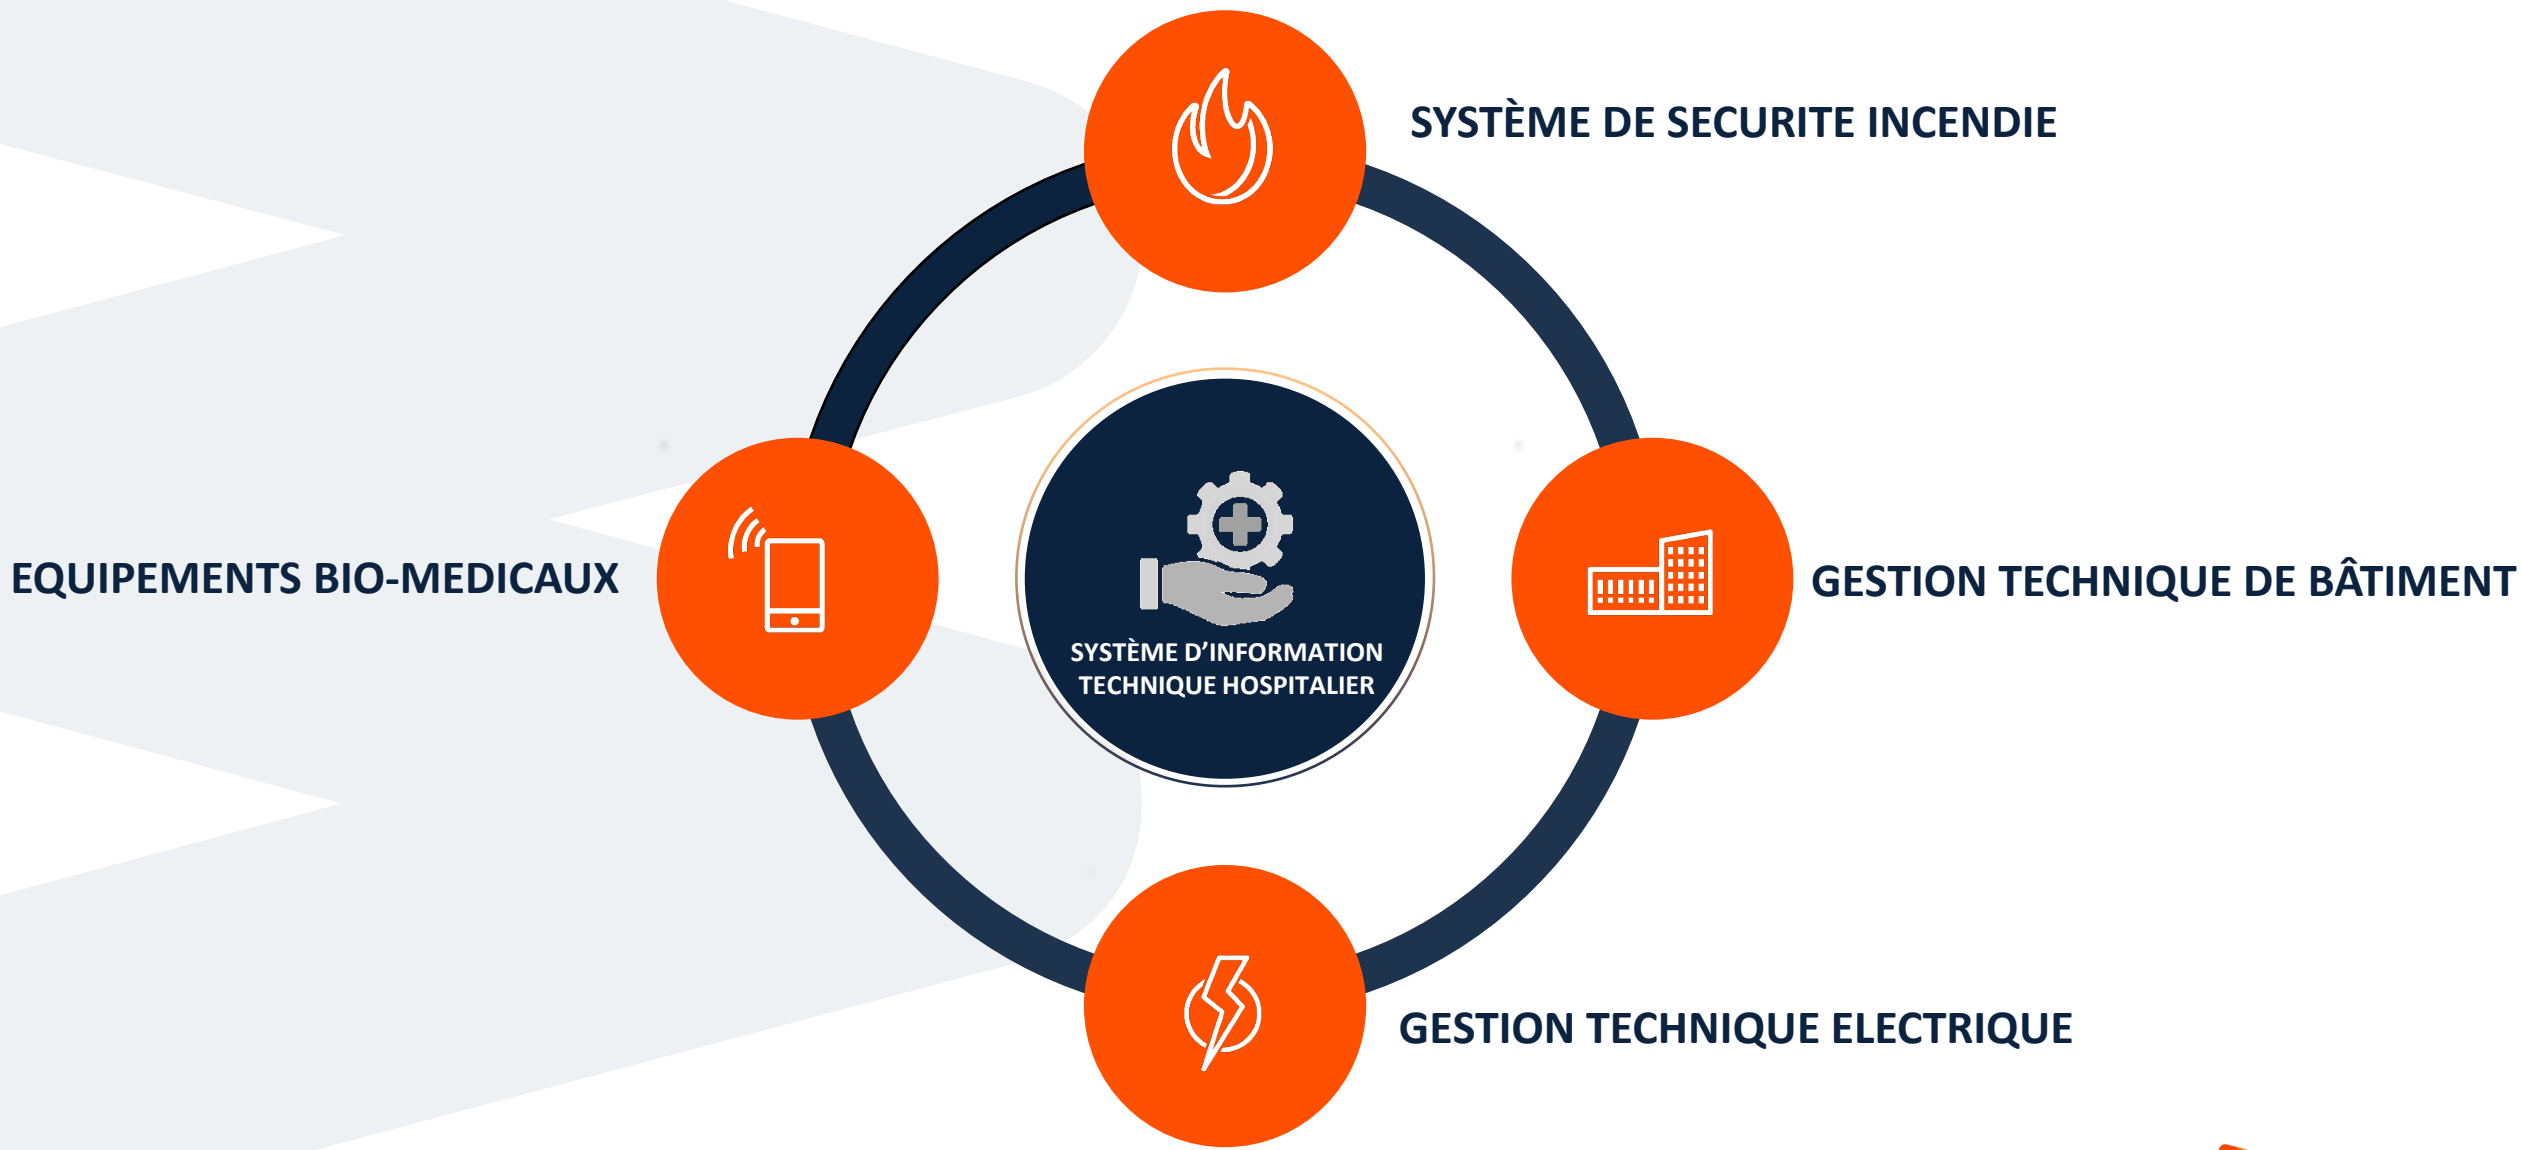 SYSTÈME DE SECURITE INCENDIE
EQUIPEMENTS BIO-MEDICAUX
GESTION TECHNIQUE DE BÂTIMENT
SYSTÈME D’INFORMATION
TECHNIQUE HOSPITALIER
GESTION TECHNIQUE ELECTRIQUE